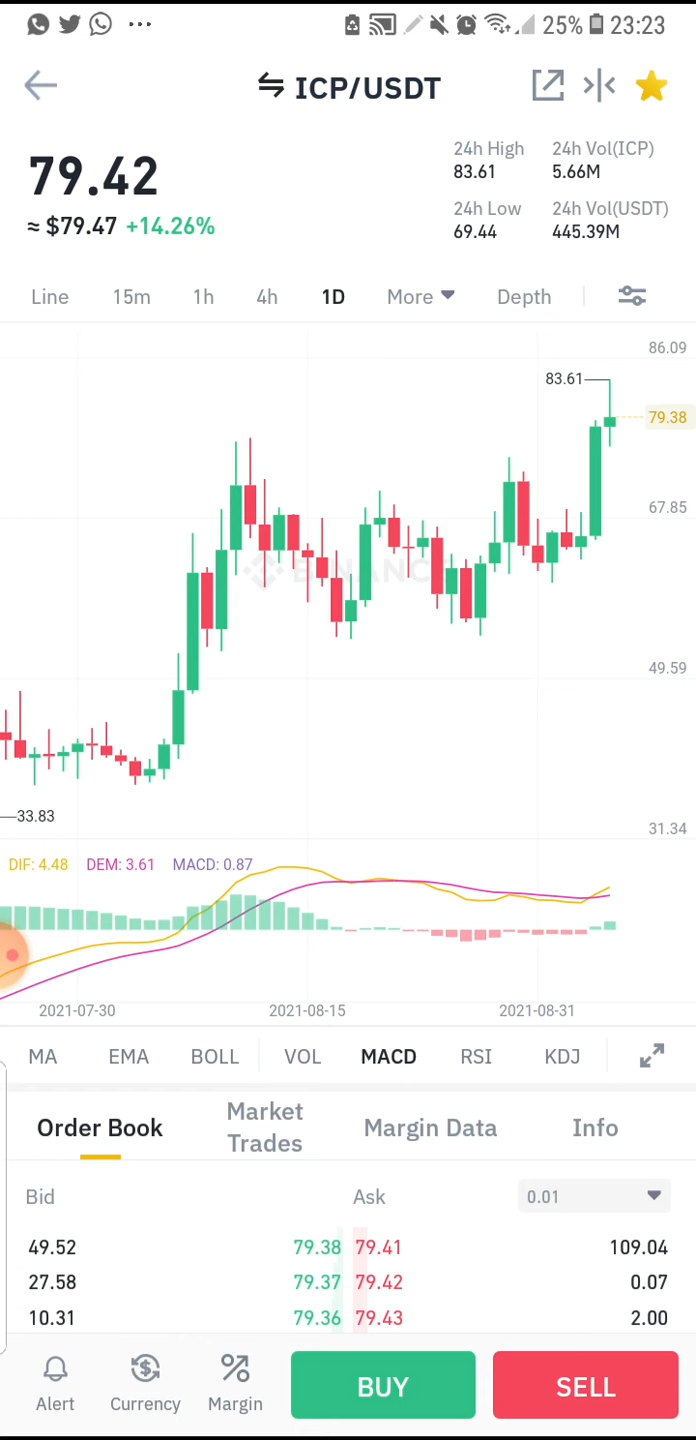 25% 23:23
ICP/USDT
79.42
≈ $79.47 +14.26%
24h High
83.61
24h Vol(ICP)
5.66M
24h Low
69.44
24h Vol(USDT)
445.39M
Line 15m 1h 4h 1D More Depth
86.09
83.61
79.38
67.85
BINANCE
49.59
33.83
31.34
DIF: 4.48 DEM: 3.61 MACD: 0.87
2021-07-30 2021-08-15 2021-08-31
MA EMA BOLL VOL MACD RSI KDJ
Order Book
Market
Trades
Margin Data
Info
Bid Ask 0.01
49.52 79.38 79.41 109.04
27.58 79.37 79.42 0.07
10.31 79.36 79.43 2.00
Alert Currency Margin BUY SELL